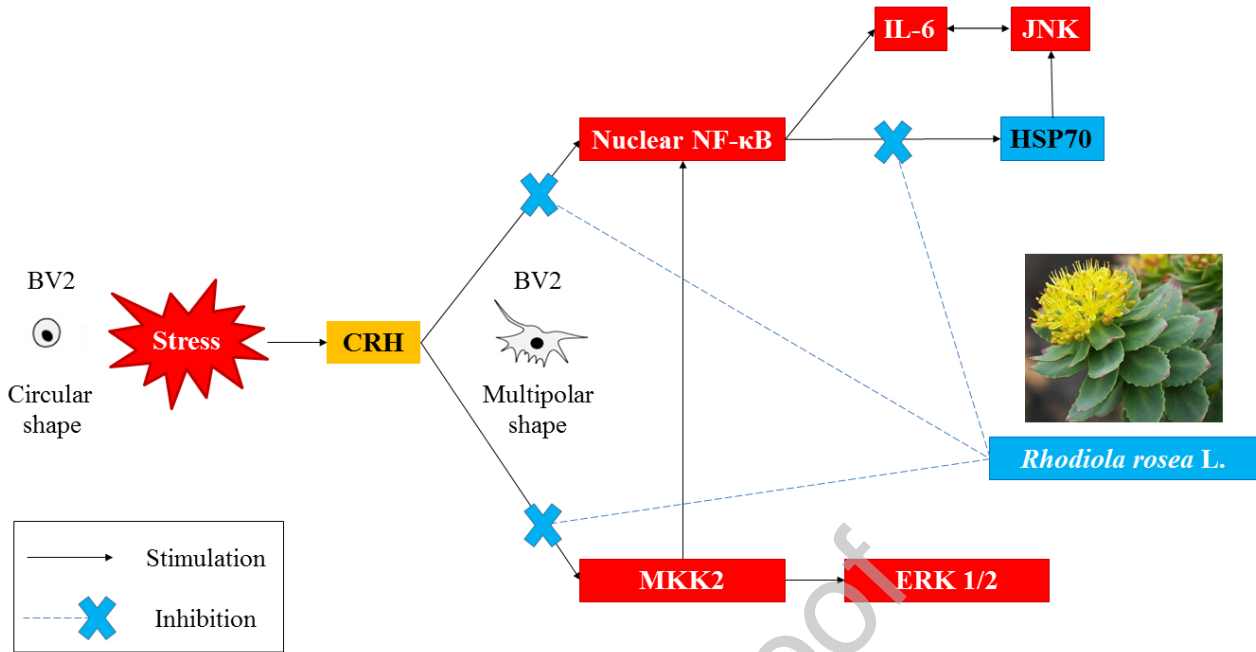 IL-6
JNK
Nuclear NF-κB
HSP70
BV2
Stress
CRH
BV2
Circular
shape
Multipolar
shape
Rhodiola rosea L.
Stimulation
Inhibition
MKK2
ERK 1/2